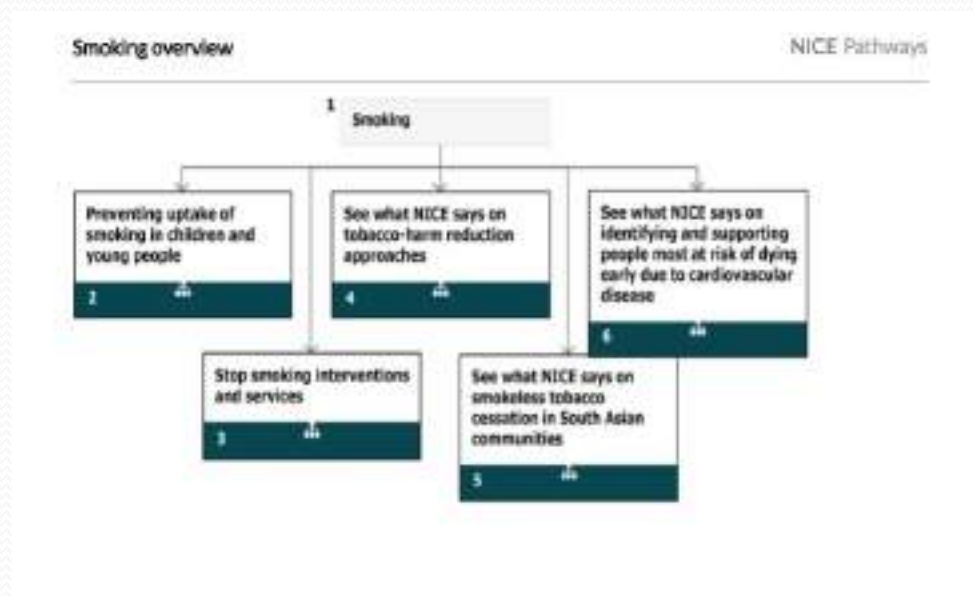 Smoking overview
NICE Pathways
1
Smoking
Preventing uptake of
smoking in children and
young people
2
See what NICE says on
tobacco-harm reduction
approaches
4
See what NICE says on
identifying and supporting
people most at risk of dying
early due to cardiovascular
disease
6
Stop smoking interventions
and services
3
See what NICE says on
smokeless tobacco
cessation in South Asian
communities
5